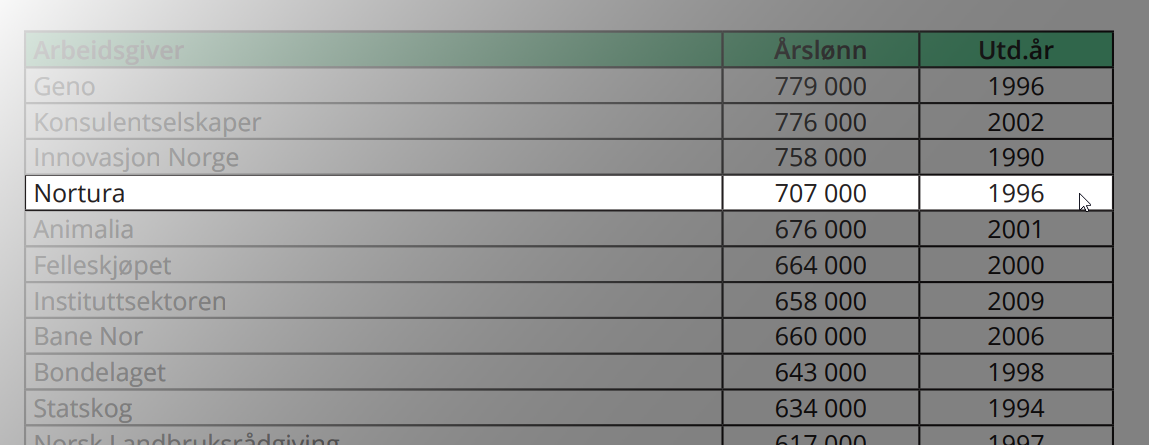 Arbeidsgiver Årslønn Utd.år
Geno 779 000 1996
Konsulentselskaper 776 000 2002
Innovasjon Norge 758 000 1990
Nortura 707 000 1996
Animalia 676 000 2001
Felleskjøpet 664 000 2000
Instituttsektoren 658 000 2009
Bane Nor 660 000 2006
Bondelaget 643 000 1998
Statskog 634 000 1994
Norsk Landbruksrådgiving 617 000 1997